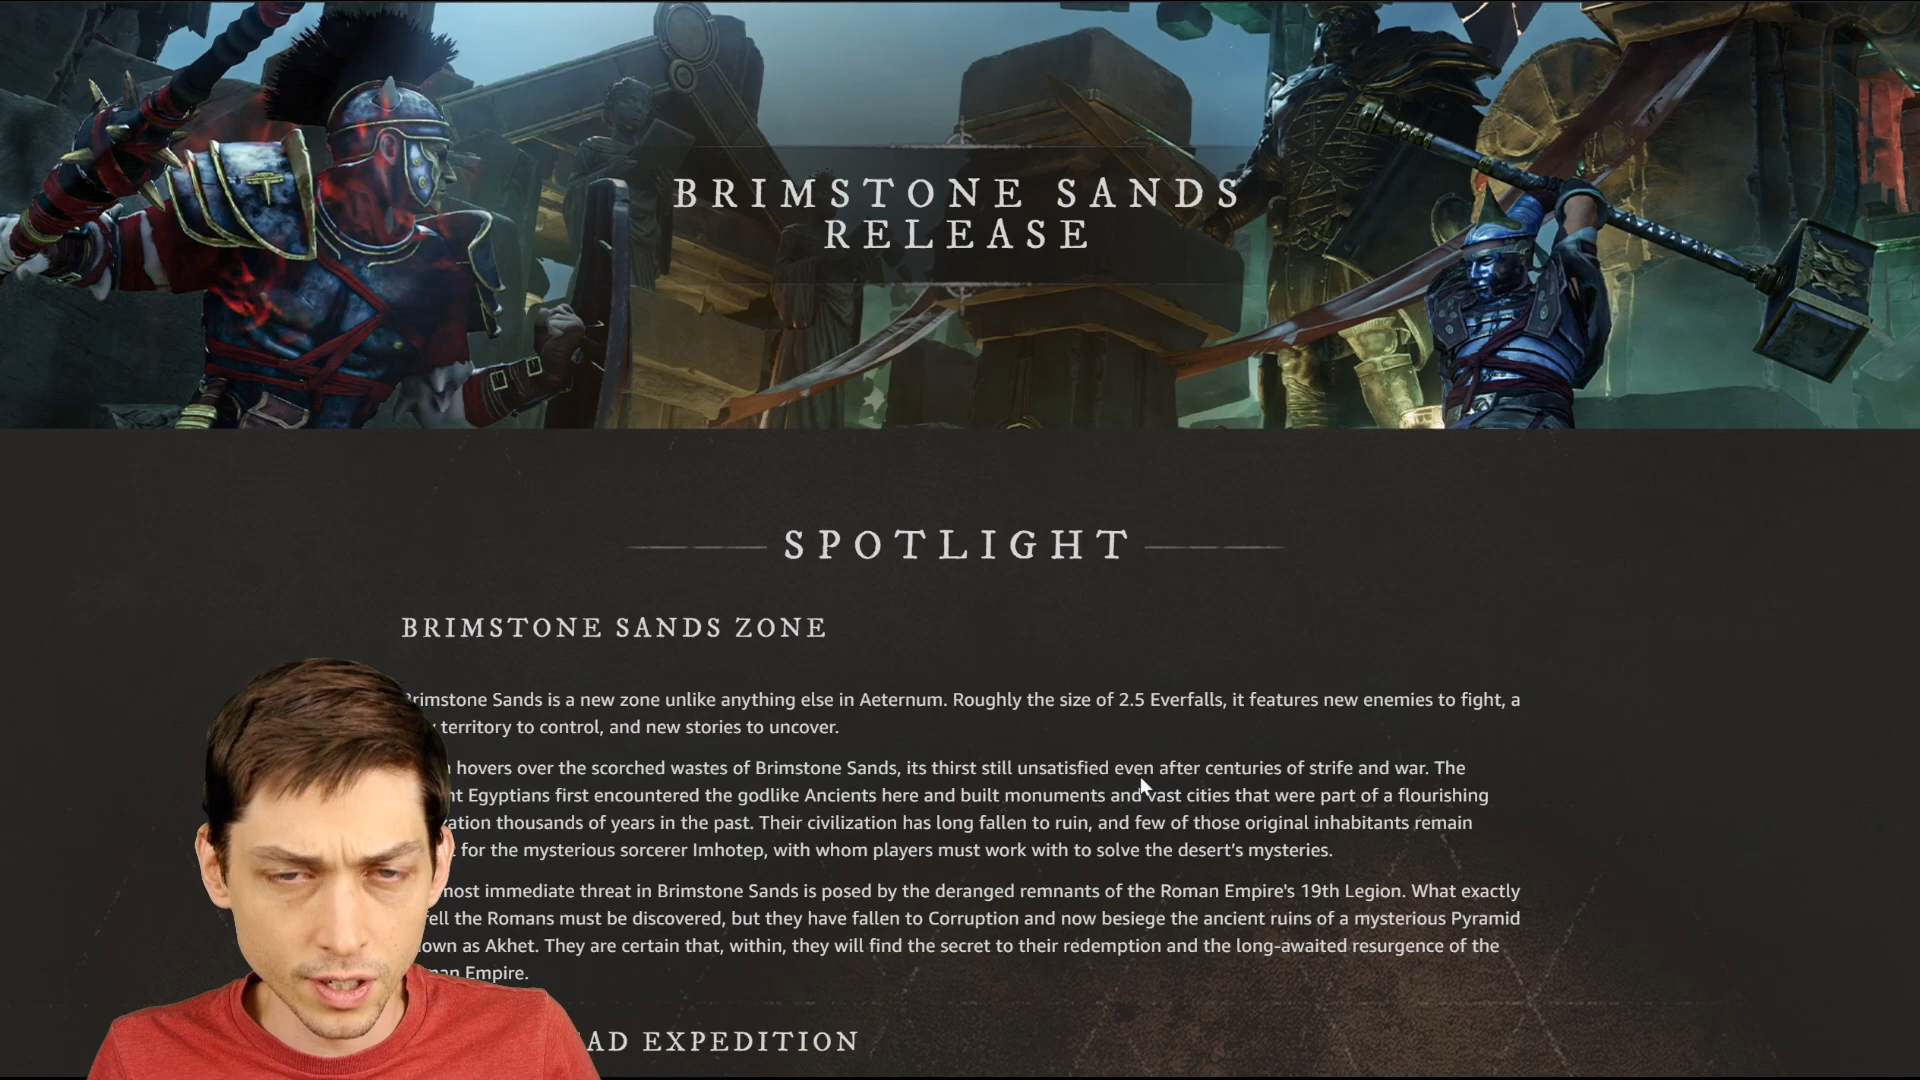 BRIMSTONE SANDS
RELEASE
SPOTLIGHT
BRIMSTONE SANDS ZONE
Brimstone Sands is a new zone unlike anything else in Aeternum. Roughly the size of 2.5 Everfalls, it features new enemies to fight, a
territory to control, and new stories to uncover.
hovers over the scorched wastes of Brimstone Sands, its thirst still unsatisfied even after centuries of strife and war. The
Egyptians first encountered the godlike Ancients here and built monuments and vast cities that were part of a flourishing
thousands of years in the past. Their civilization has long fallen to ruin, and few of those original inhabitants remain
for the mysterious sorcerer Imhotep, with whom players must work with to solve the desert's mysteries.
most immediate threat in Brimstone Sands is posed by the deranged remnants of the Roman Empire's 19th Legion. What exactly
the Romans must be discovered, but they have fallen to Corruption and now besiege the ancient ruins of a mysterious Pyramid
as Akhet. They are certain that, within, they will find the secret to their redemption and the long-awaited resurgence of the
Empire.
EXPEDITION